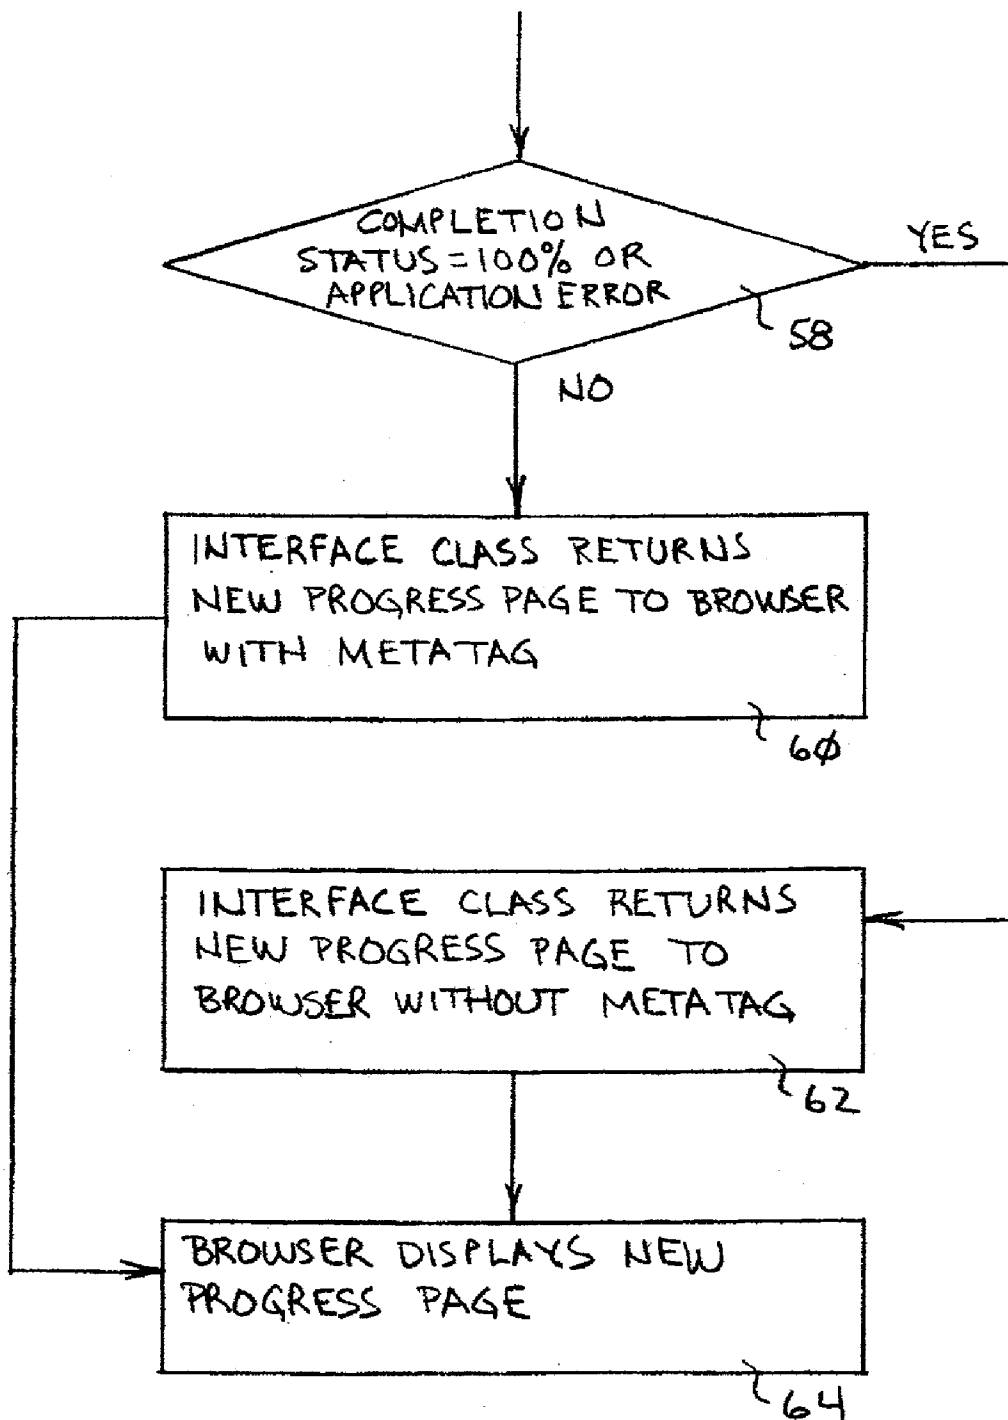 COMPLETION
STATUS = 100% OR
APPLICATION ERROR
YES
58
NO
INTERFACE CLASS RETURNS
NEW PROGRESS PAGE TO BROWSER
WITH METATAG
60
INTERFACE CLASS RETURNS
NEW PROGRESS PAGE TO
BROWSER WITHOUT METATAG
62
BROWSER DISPLAYS NEW
PROGRESS PAGE
64